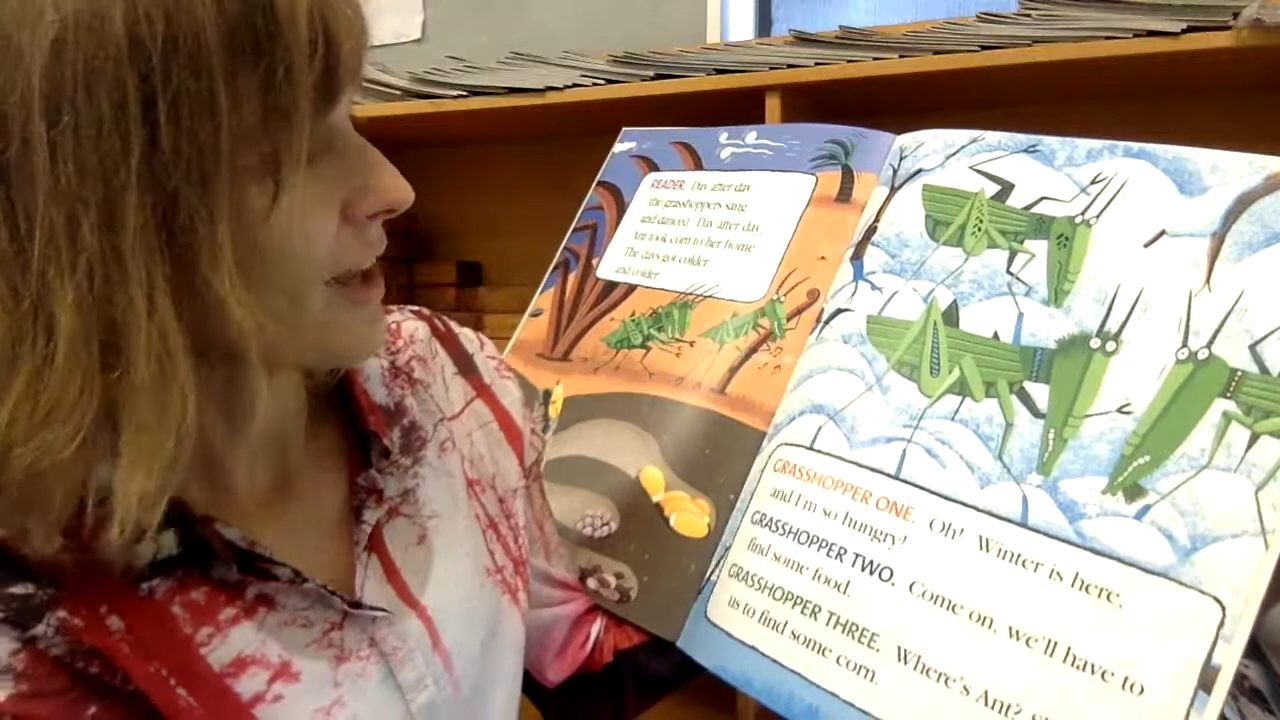 READER. Day after day
the grasshoppers sang
and danced. Day after day,
Ant took corn to her home.
The days got colder
and colder.
GRASSHOPPER ONE. Oh! Winter is here,
and I'm so hungry!
GRASSHOPPER TWO. Come on, we'll have to
find some food.
GRASSHOPPER THREE. Where's Ant?
us to find some corn.